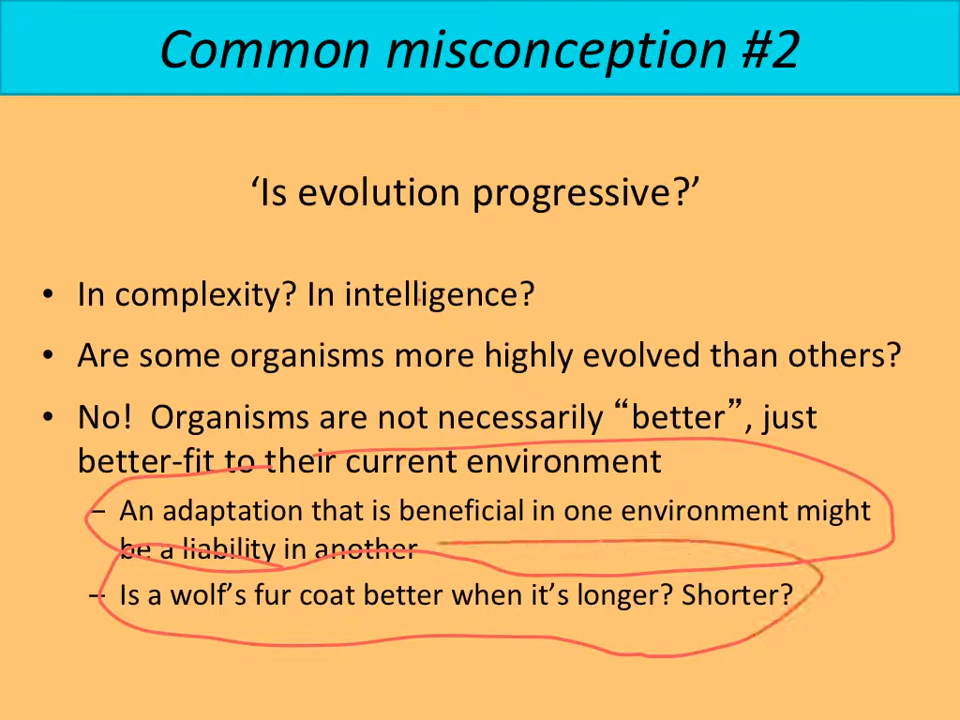 Common misconception #2
‘Is evolution progressive?’
• In complexity? In intelligence?
• Are some organisms more highly evolved than others?
• No! Organisms are not necessarily “better”, just
better-fit to their current environment
– An adaptation that is beneficial in one environment might
be a liability in another
– Is a wolf’s fur coat better when it’s longer? Shorter?